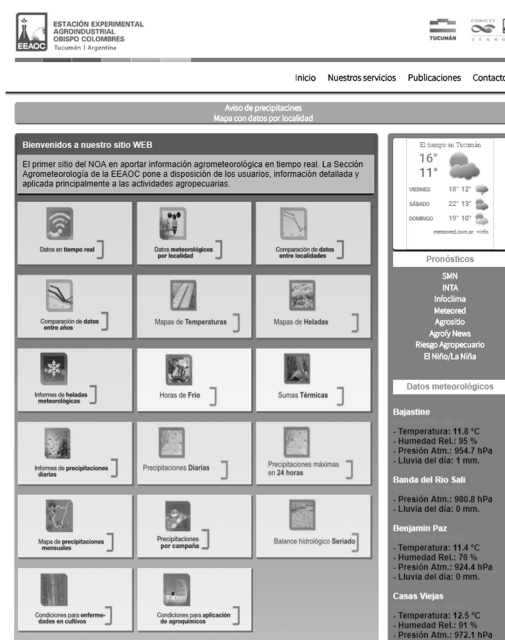 EEAOC
ESTACIÓN EXPERIMENTAL
AGROINDUSTRIAL
OBISPO COLOMBRES
Tucumán | Argentina
TUCUMÁN
CONICET
I T A N
Inicio Nuestros servicios Publicaciones Contacto
Aviso de precipitacines
Mapa con datos por localidad
Bienvenidos a nuestro sitio WEB
El primer sitio del NOA en aportar información agrometeorológica en tiempo real. La Sección
Agrometeorología de la EEAOC pone a disposición de los usuarios, información detallada y
aplicada principalmente a las actividades agropecuarias.
Datos en tiempo real
Datos meteorológicos
por localidad
Comparación de datos
entre localidades
Comparación de datos
entre años
Mapas de Temperaturas
Mapas de Heladas
Informes de heladas
meteorológicas
Horas de Frío
Sumas Térmicas
Informes de precipitaciones
diarias
Precipitaciones Diarias
Precipitaciones máximas
en 24 horas
Mapa de precipitaciones
mensuales
Precipitaciones
por campaña
Balance hidrológico Seriado
Condiciones para enferme-
dades en cultivos
Condiciones para aplicación
de agroquímicos
El tiempo en Tucumán
16°
11°
VIERNES 18° 12°
SÁBADO 22° 13°
DOMINGO 19° 10°
meteored.com.ar +info
Pronósticos
SMN
INTA
Infoclima
Meteored
Agrositio
Agrofy News
Riesgo Agropecuario
El Niño/La Niña
Datos meteorológicos
Bajastine
- Temperatura: 11.8 °C
- Humedad Rel.: 95 %
- Presión Atm.: 954.7 hPa
- Lluvia del día: 1 mm.
Banda del Rio Sali
- Presión Atm.: 980.8 hPa
- Lluvia del día: 0 mm.
Benjamin Paz
- Temperatura: 11.4 °C
- Humedad Rel.: 76 %
- Presión Atm.: 924.4 hPa
- Lluvia del día: 0 mm.
Casas Viejas
- Temperatura: 12.5 °C
- Humedad Rel.: 91 %
- Presión Atm.: 972.1 hPa